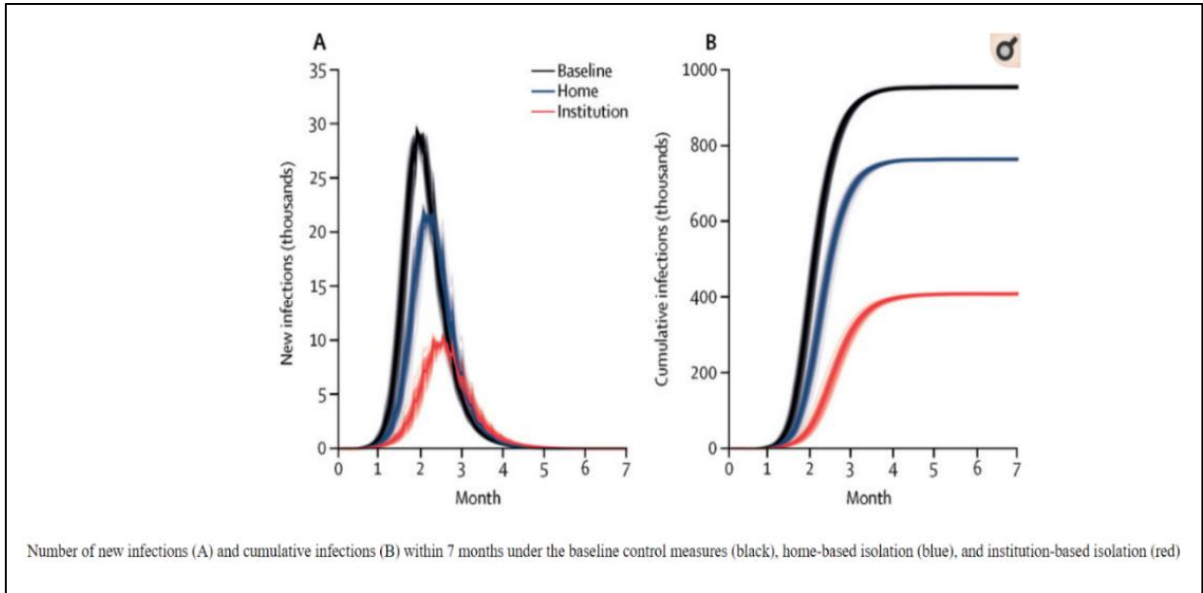 A
35
30
25
20
15
10
5
0
New infections (thousands)
Baseline
Home
Institution
0 1 2 3 4 5 6 7
Month
B
1000
800
600
400
200
0
Cumulative infections (thousands)
0 1 2 3 4 5 6 7
Month
Number of new infections (A) and cumulative infections (B) within 7 months under the baseline control measures (black), home-based isolation (blue), and institution-based isolation (red)